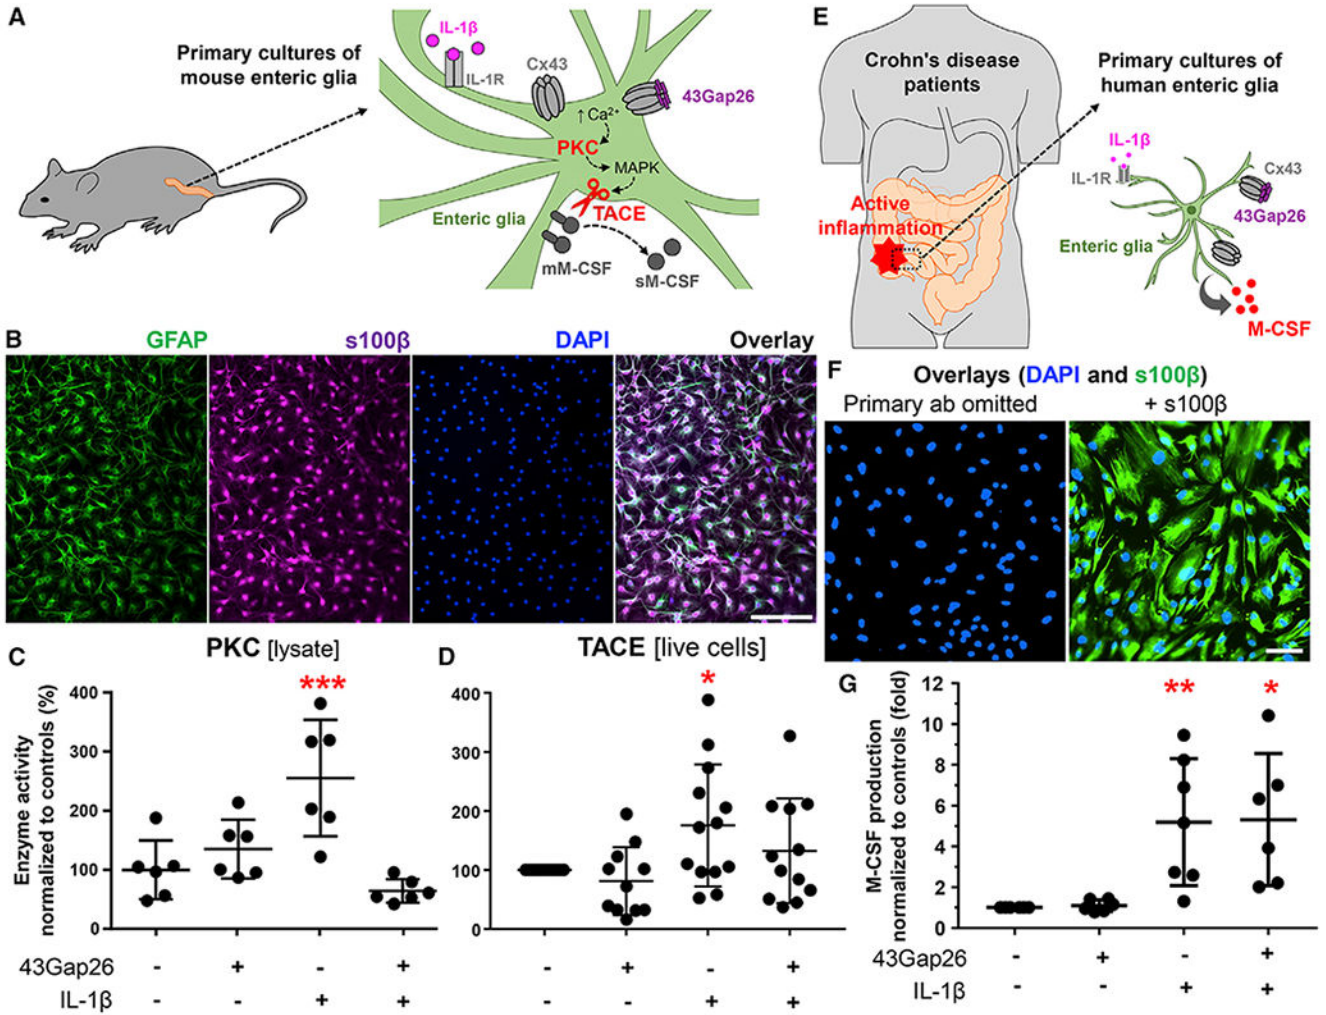 A
Primary cultures of
mouse enteric glia
IL-1β
IL-1R
Cx43
43Gap26
↑Ca²⁺
PKC
MAPK
TACE
Enteric glia
mM-CSF
sM-CSF
E
Crohn's disease
patients
Primary cultures of
human enteric glia
Active
inflammation
IL-1β
IL-1R
Cx43
43Gap26
Enteric glia
M-CSF
B
GFAP
s100β
DAPI
Overlay
F
Overlays (DAPI and s100β)
Primary ab omitted
+ s100β
C
PKC [lysate]
Enzyme activity
normalized to controls (%)
400
300
200
100
0
***
43Gap26 - + - +
IL-1β - - + +
D
TACE [live cells]
400
300
200
100
0
*
- + - +
- - + +
G
M-CSF production
normalized to controls (fold)
12
10
8
6
4
2
0
** *
43Gap26 - + - +
IL-1β - - + +